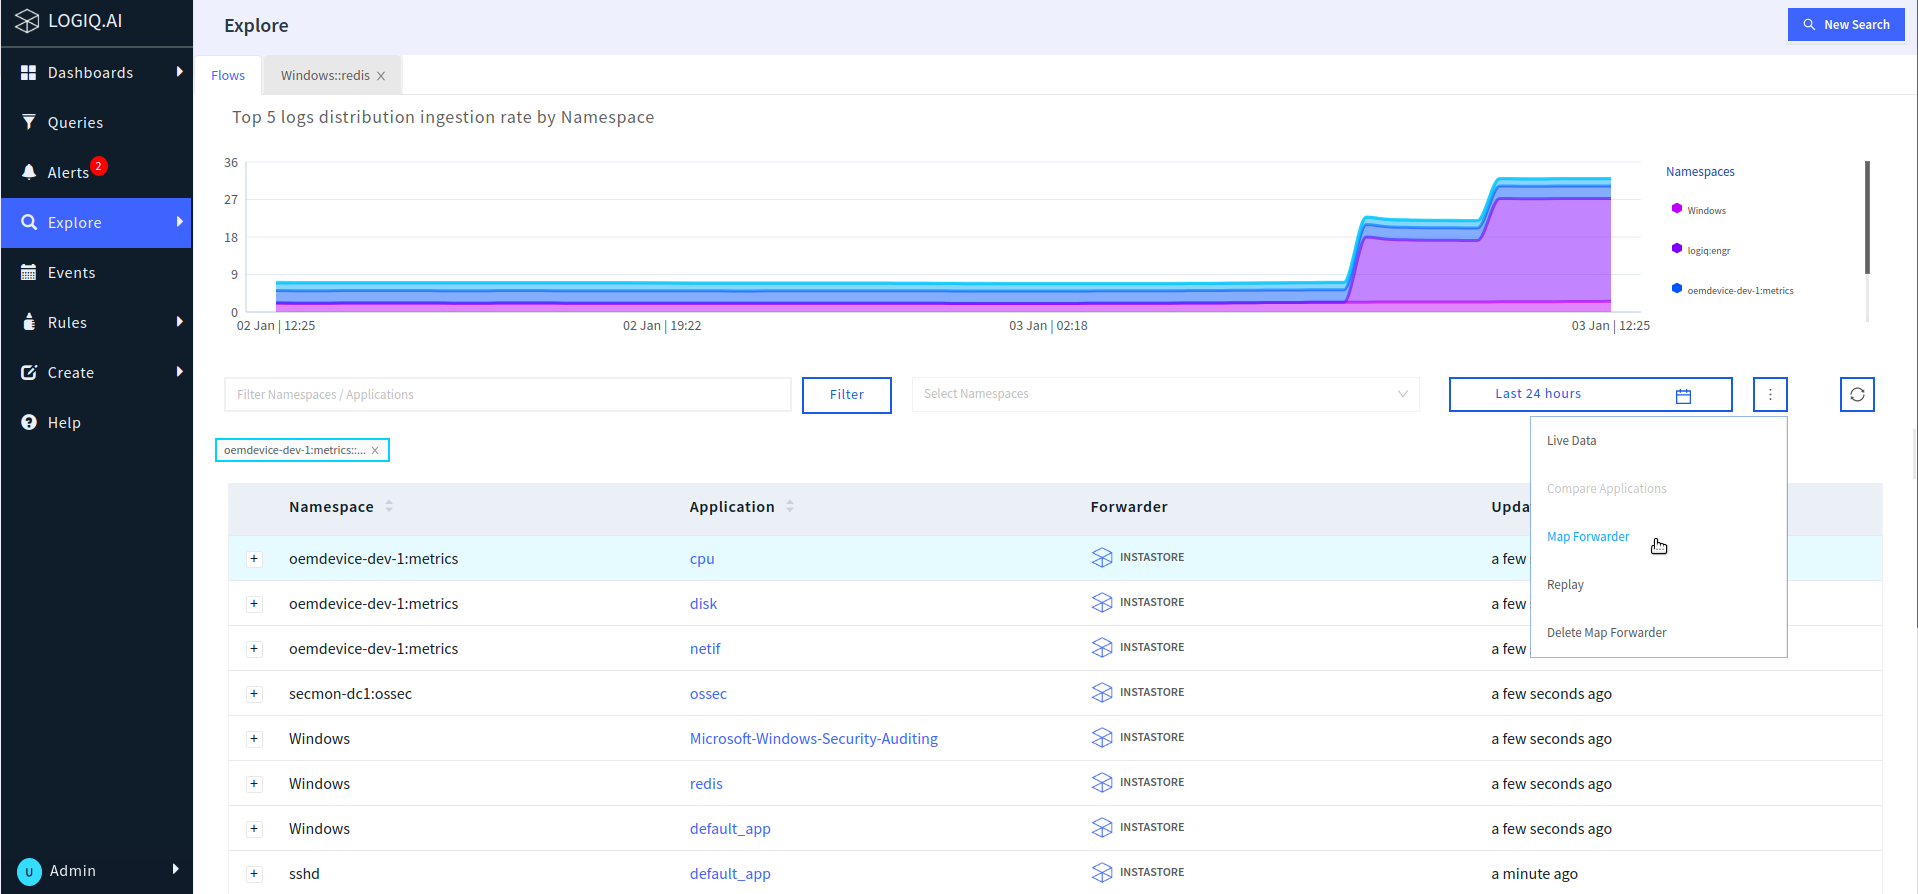 LOGIQ.AI
Dashboards
Queries
Alerts 2
Explore
Events
Rules
Create
Help
U Admin
Explore
New Search
Flows
Windows::redis X
Top 5 logs distribution ingestion rate by Namespace
36
27
18
9
0
02 Jan | 12:25
02 Jan | 19:22
03 Jan | 02:18
03 Jan | 12:25
Namespaces
Windows
logiq:engr
oemdevice-dev-1:metrics
Filter Namespaces / Applications
Filter
Select Namespaces
Last 24 hours
oemdevice-dev-1:metrics::... X
Live Data
Compare Applications
Map Forwarder
Replay
Delete Map Forwarder
Namespace Application Forwarder Upda
+ oemdevice-dev-1:metrics cpu INSTASTORE a few
+ oemdevice-dev-1:metrics disk INSTASTORE a few
+ oemdevice-dev-1:metrics netif INSTASTORE a few
+ secmon-dc1:ossec ossec INSTASTORE a few seconds ago
+ Windows Microsoft-Windows-Security-Auditing INSTASTORE a few seconds ago
+ Windows redis INSTASTORE a few seconds ago
+ Windows default_app INSTASTORE a few seconds ago
+ sshd default_app INSTASTORE a minute ago